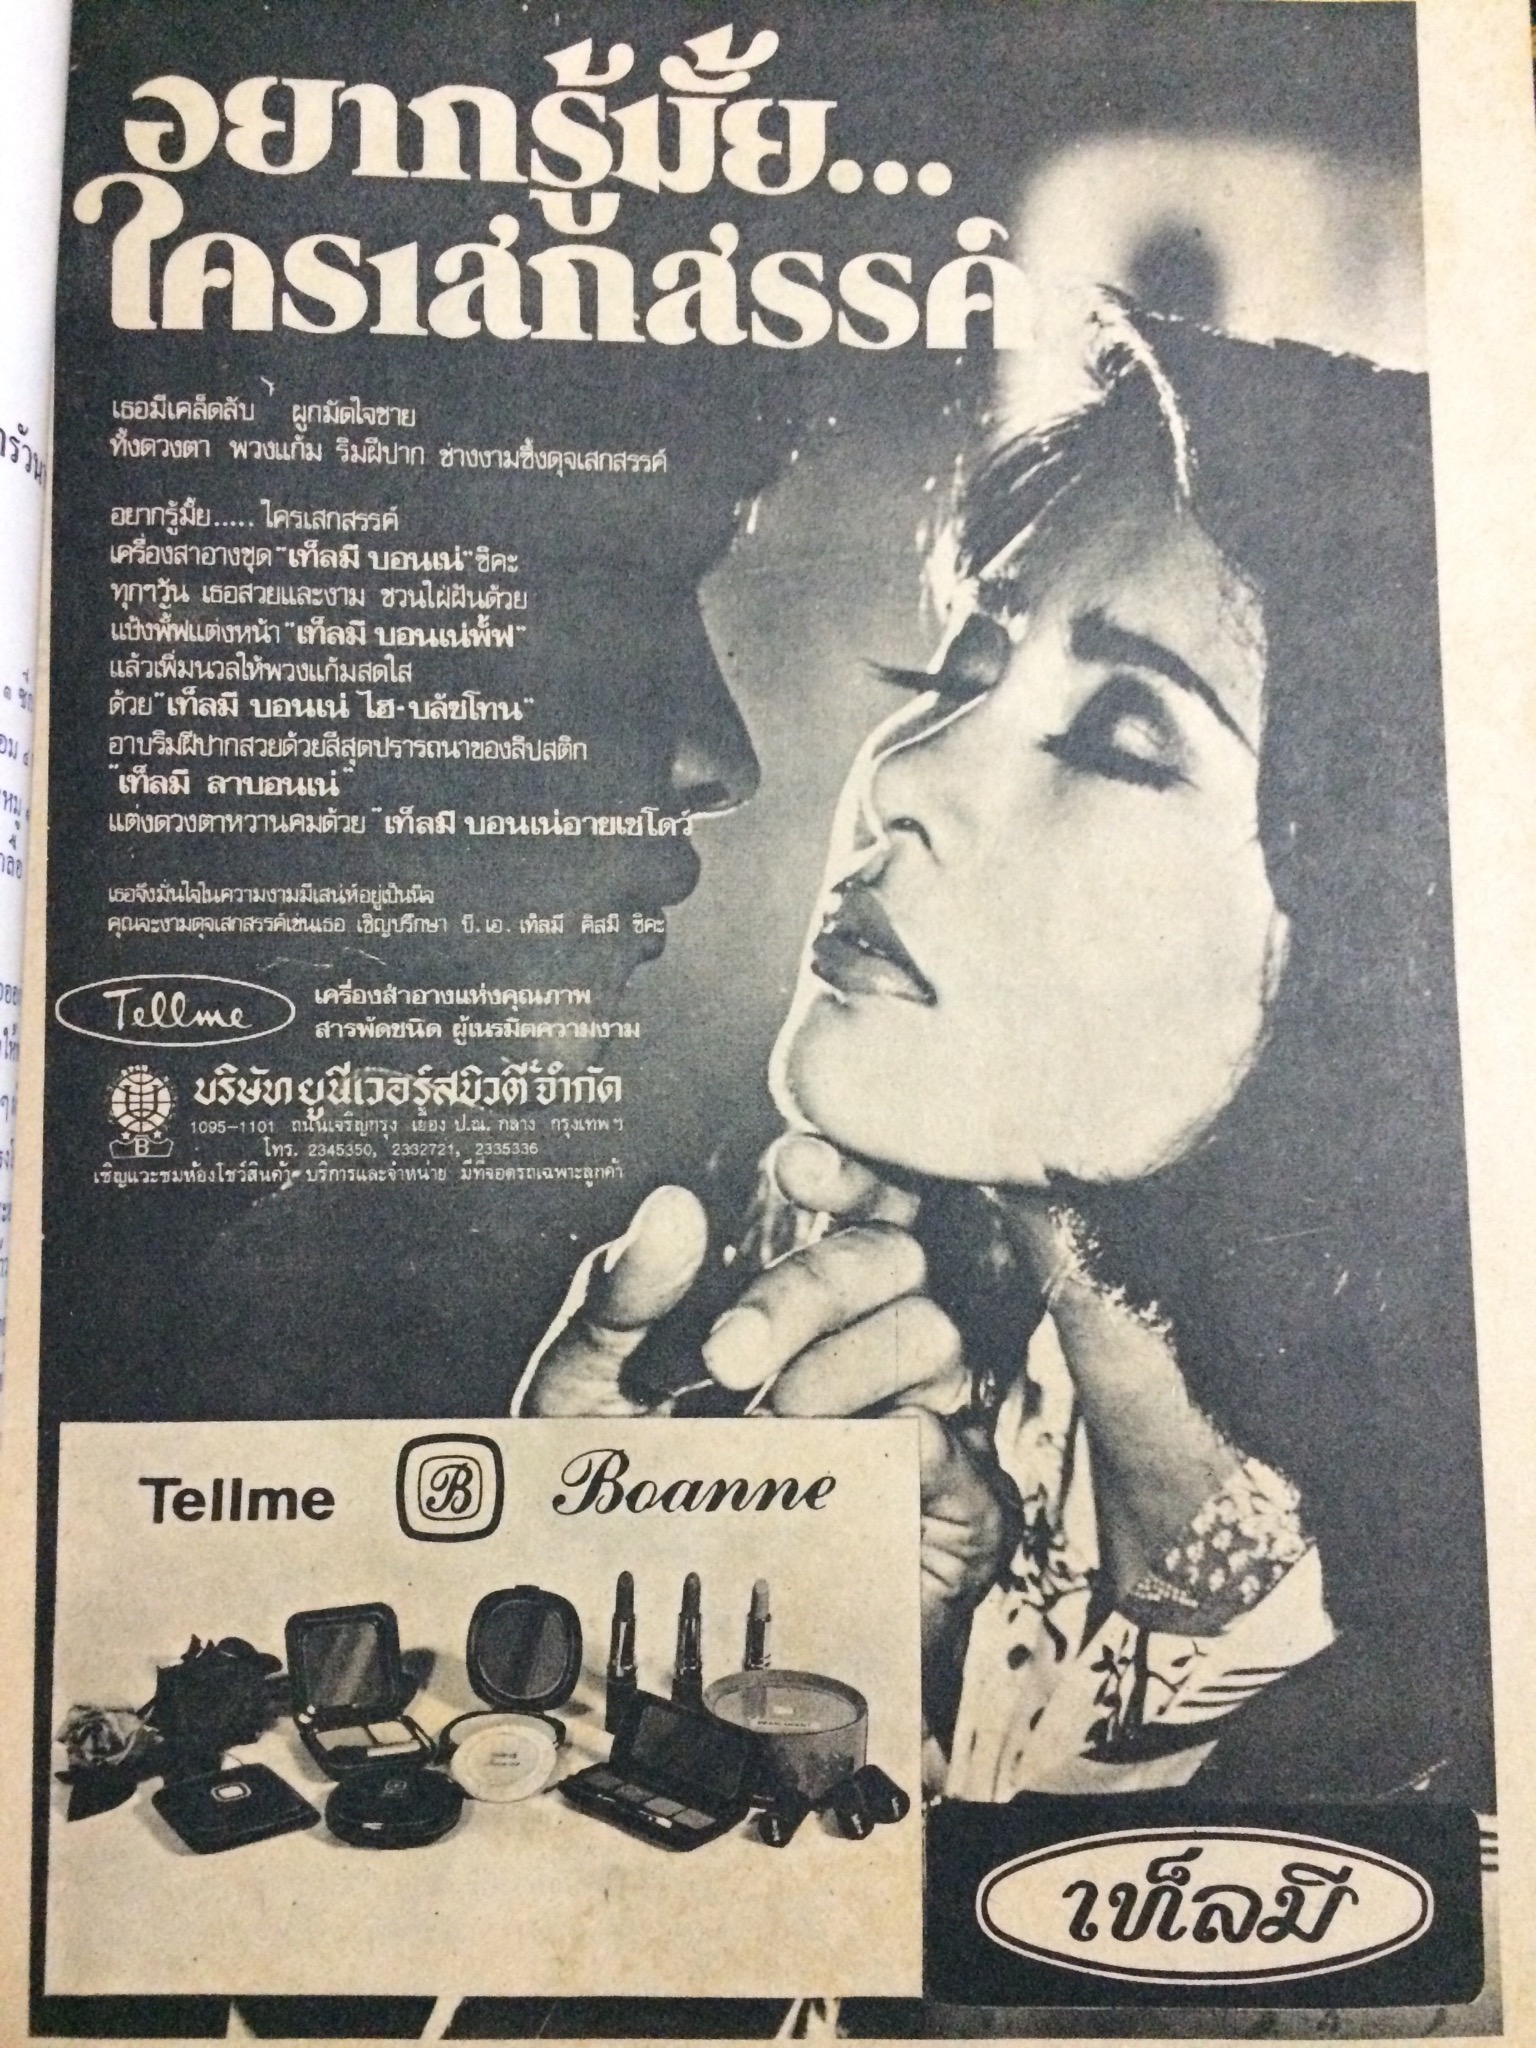 อยากรู้มั้ย...
ใครเสกสรรค์
เธอมีเคล็ดลับ ผูกมัดใจชาย
ทั้งดวงตา พวงแก้ม ริมฝีปาก ช่างงามซึ้งดุจเสกสรรค์
อยากรู้มั้ย..... ใครเสกสรรค์
เครื่องสำอางชุด "เท็ลมี บอนเน่" ซิคะ
ทุกๆวัน เธอสวยและงาม ชวนใฝ่ฝันด้วย
แป้งพั้ฟแต่งหน้า "เท็ลมี บอนเน่พั้ฟ"
แล้วเพิ่มนวลให้พวงแก้มสดใส
ด้วย "เท็ลมี บอนเน่ ไฮ-บลัชโทน"
อาบริมฝีปากสวยด้วยสีสุดปรารถนาของลิปสติก
"เท็ลมี ลาบอนเน่"
แต่งดวงตาหวานคมด้วย "เท็ลมี บอนเน่อายเชโดว์"
เธอจึงมั่นใจในความงามมีเสน่ห์อยู่เป็นนิจ
คุณจะงามดุจเสกสรรค์เช่นเธอ เชิญปรึกษา บี.เอ. เท็ลมี คิสมี ซิคะ
Tellme
เครื่องสำอางแห่งคุณภาพ
สารพัดชนิด ผู้เนรมิตความงาม
บริษัท ยูนีเวอร์สบิวตี้ จำกัด
B
1095-1101 ถนนเจริญกรุง เยื้อง ป.ณ. กลาง กรุงเทพฯ
โทร. 2345350, 2332721, 2335336
เชิญแวะชมห้องโชว์สินค้า บริการและจำหน่าย มีที่จอดรถเฉพาะลูกค้า
Tellme B Boanne
เท็ลมี